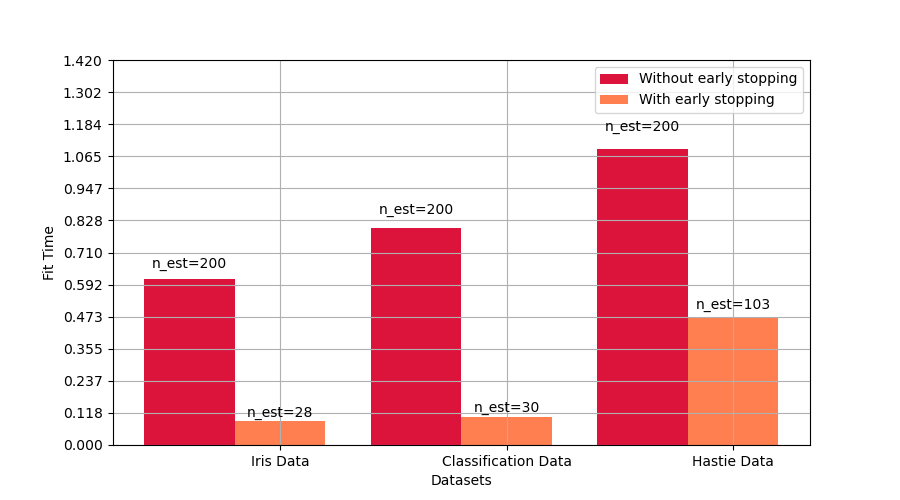 1.420
1.302
1.184
1.065
0.947
0.828
0.710
0.592
0.473
0.355
0.237
0.118
0.000
Fit Time
Without early stopping
With early stopping
n_est=200
n_est=200
n_est=200
n_est=28
n_est=30
n_est=103
Iris Data
Classification Data
Hastie Data
Datasets